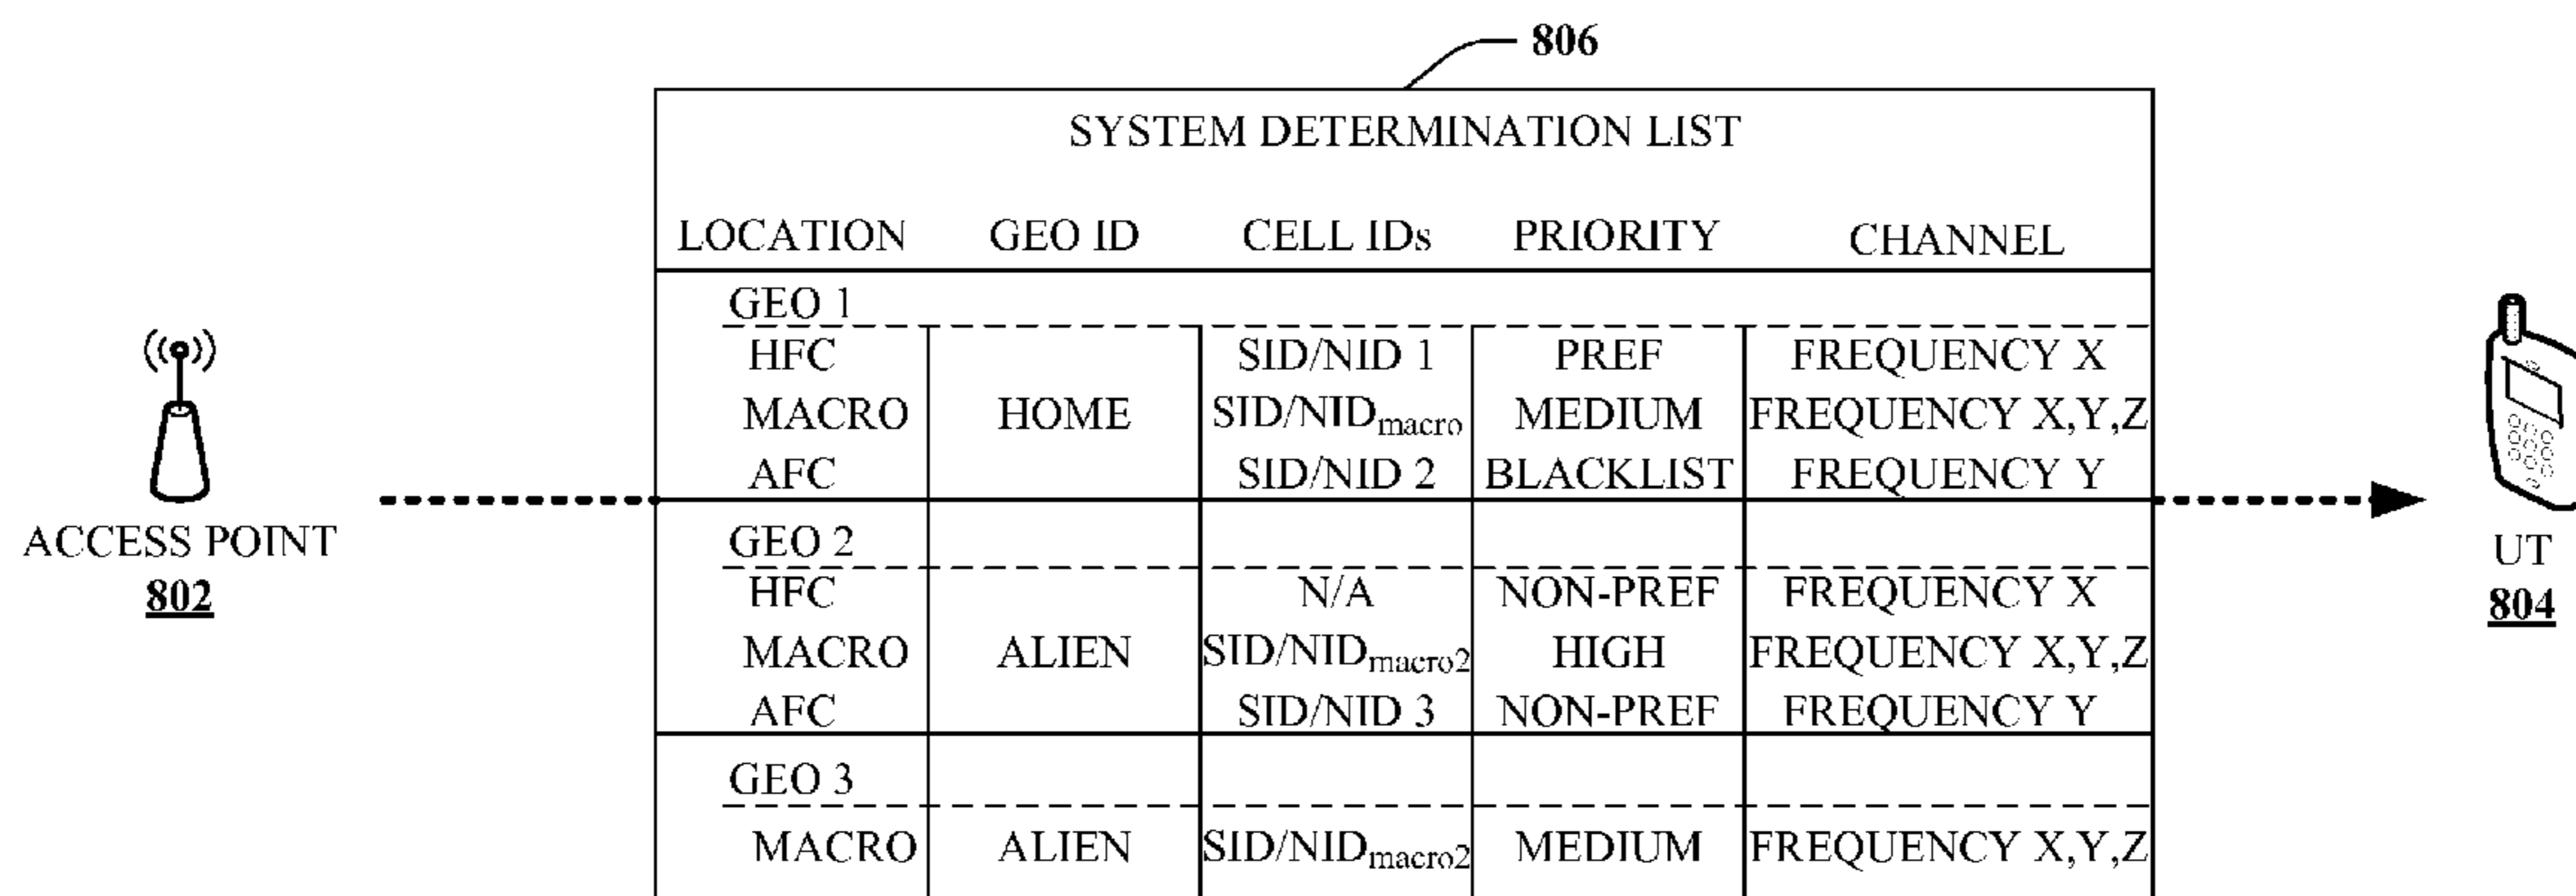 806
SYSTEM DETERMINATION LIST
LOCATION GEO ID CELL IDs PRIORITY CHANNEL
GEO 1
HFC SID/NID 1 PREF FREQUENCY X
MACRO HOME SID/NIDmacro MEDIUM FREQUENCY X,Y,Z
AFC SID/NID 2 BLACKLIST FREQUENCY Y
GEO 2
HFC N/A NON-PREF FREQUENCY X
MACRO ALIEN SID/NIDmacro2 HIGH FREQUENCY X,Y,Z
AFC SID/NID 3 NON-PREF FREQUENCY Y
GEO 3
MACRO ALIEN SID/NIDmacro2 MEDIUM FREQUENCY X,Y,Z
ACCESS POINT
802
UT
804